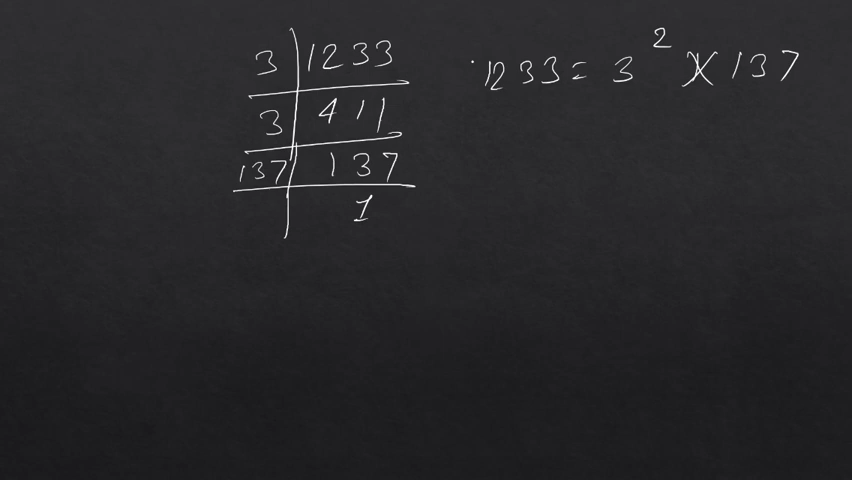 3 | 1233
3 | 411
137 | 137
1
1233 = 3² × 137